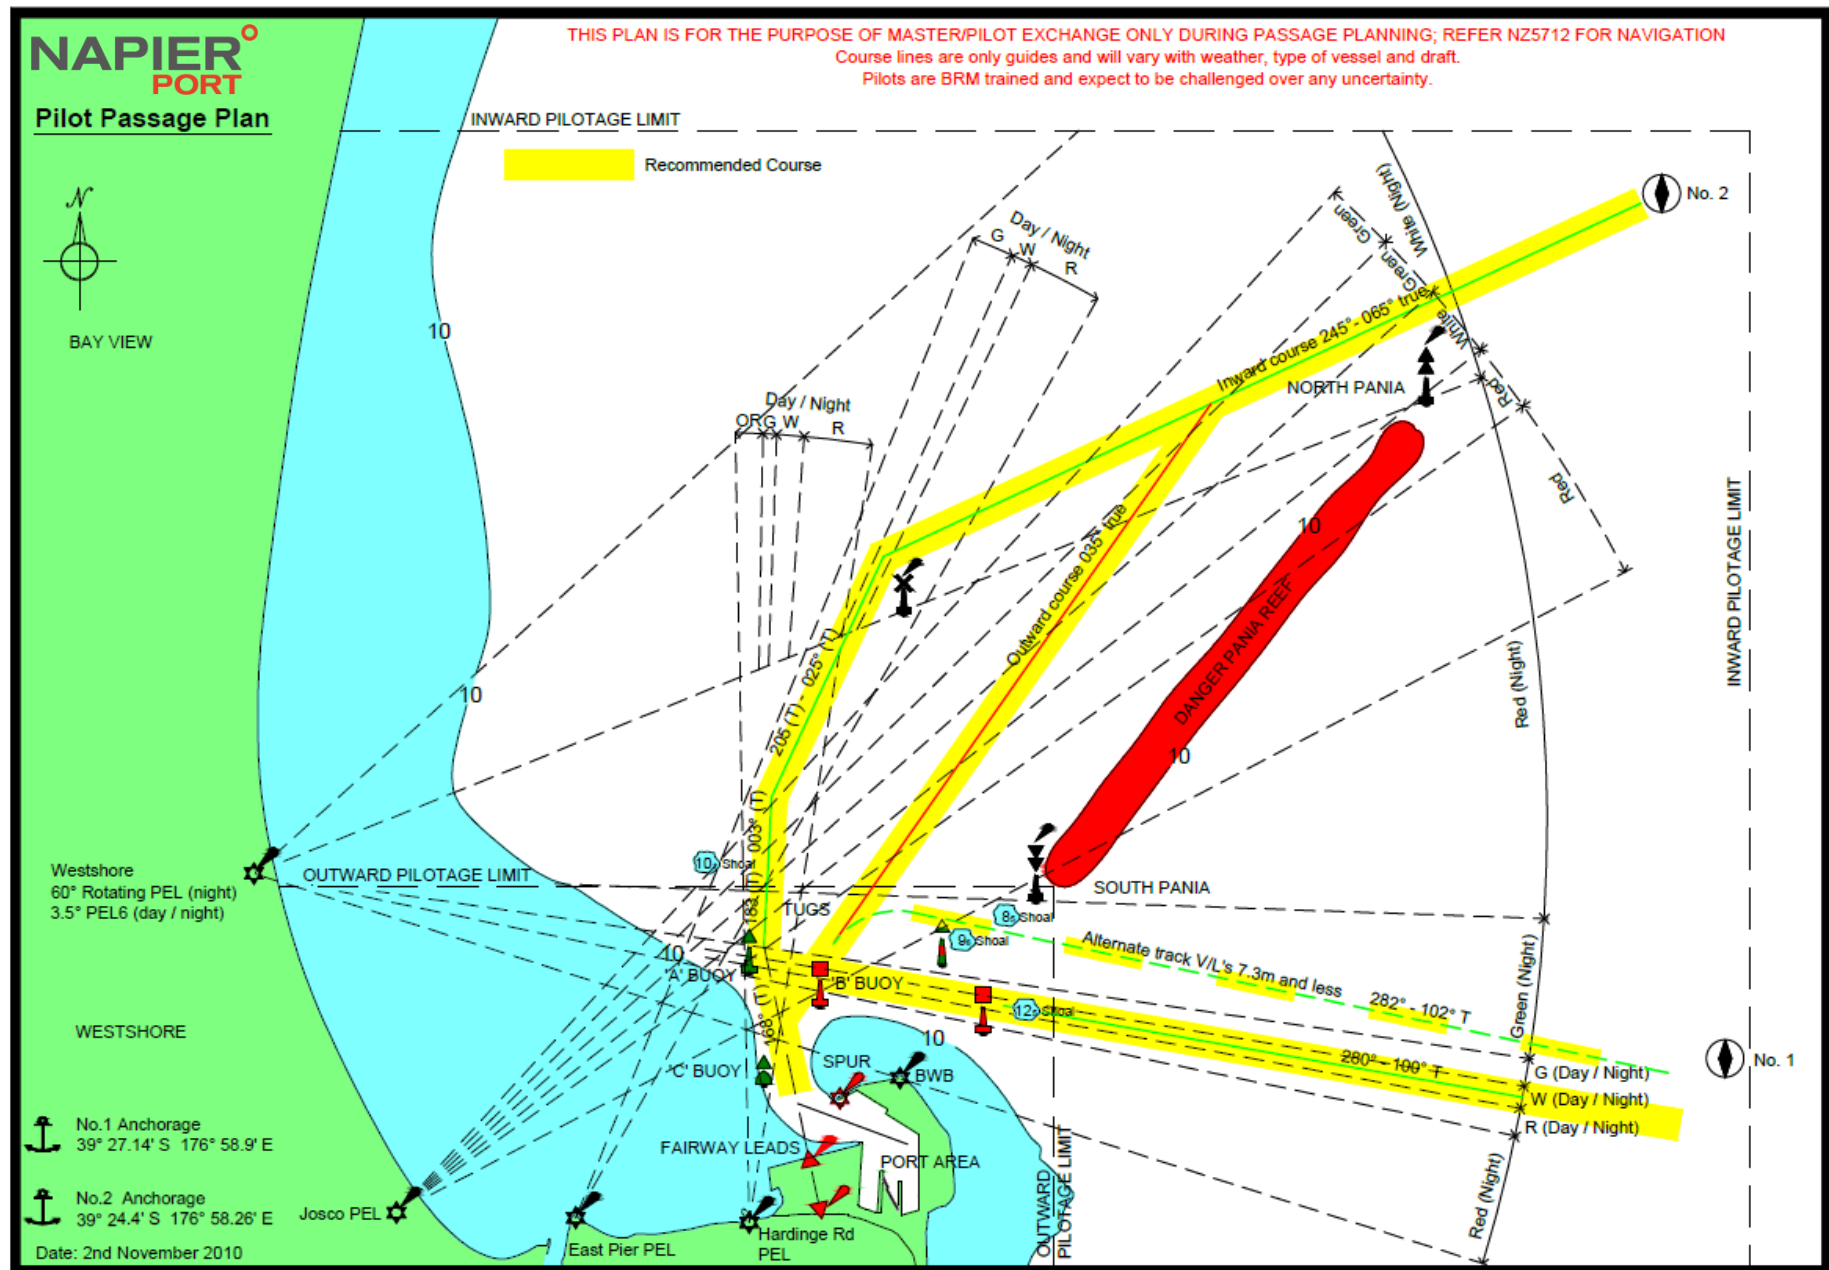 NAPIER
PORT
Pilot Passage Plan
THIS PLAN IS FOR THE PURPOSE OF MASTER/PILOT EXCHANGE ONLY DURING PASSAGE PLANNING; REFER NZ5712 FOR NAVIGATION
Course lines are only guides and will vary with weather, type of vessel and draft.
Pilots are BRM trained and expect to be challenged over any uncertainty.
INWARD PILOTAGE LIMIT
Recommended Course
N
BAY VIEW
10
Day / Night
G W R
Day / Night
ORG W R
Green
Green
White
Red
Red
White (Night)
White (Night)
No. 2
Inward course 245° - 065° true
NORTH PANIA
10
Outward course 035° true
DANGER PANIA REEF
10
Red (Night)
INWARD PILOTAGE LIMIT
205 (T) - 025° (T)
10
183 (T) 003° (T)
Westshore
60° Rotating PEL (night)
3.5° PEL6 (day / night)
OUTWARD PILOTAGE LIMIT
10 Shoal
TUGS
SOUTH PANIA
8₅ Shoal
9₆ Shoal
Alternate track V/L's 7.3m and less
282° - 102° T
Green (Night)
10
'A' BUOY
'B' BUOY
12 Shoal
168° (T)
280° - 100° T
WESTSHORE
10
SPUR
BWB
'C' BUOY
No. 1
G (Day / Night)
W (Day / Night)
R (Day / Night)
FAIRWAY LEADS
PORT AREA
OUTWARD
PILOTAGE LIMIT
Red (Night)
No.1 Anchorage
39° 27.14' S 176° 58.9' E
No.2 Anchorage
39° 24.4' S 176° 58.26' E
Josco PEL
East Pier PEL
Hardinge Rd
PEL
Date: 2nd November 2010